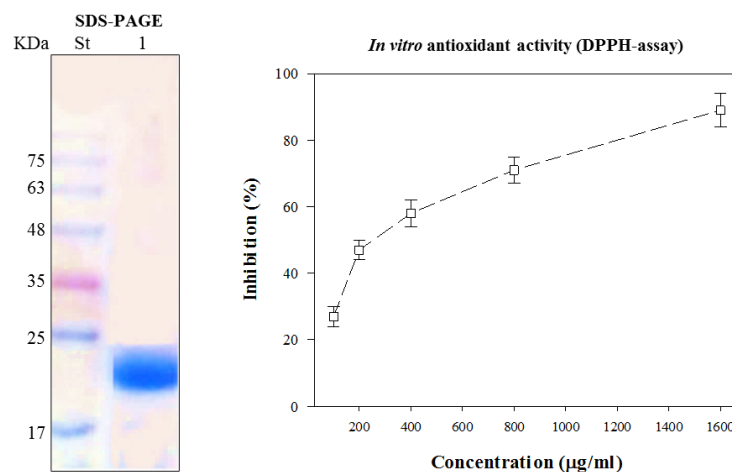 SDS-PAGE
KDa St 1
75
63
48
35
25
17
In vitro antioxidant activity (DPPH-assay)
Inhibition (%)
100
80
60
40
20
0
200 400 600 800 1000 1200 1400 1600
Concentration (µg/ml)